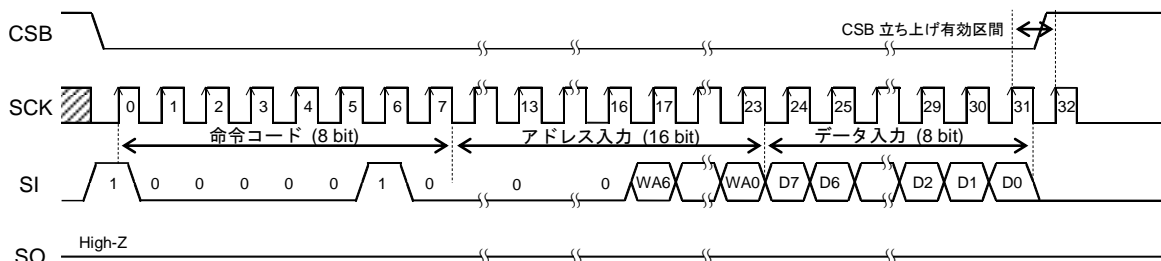 CSB
CSB 立ち上げ有効区間
SCK
0 1 2 3 4 5 6 7 13 16 17 23 24 25 29 30 31 32
命令コード (8 bit) アドレス入力 (16 bit) データ入力 (8 bit)
SI
1 0 0 0 0 0 1 0 0 0 WA6 WA0 D7 D6 D2 D1 D0
High-Z
SO